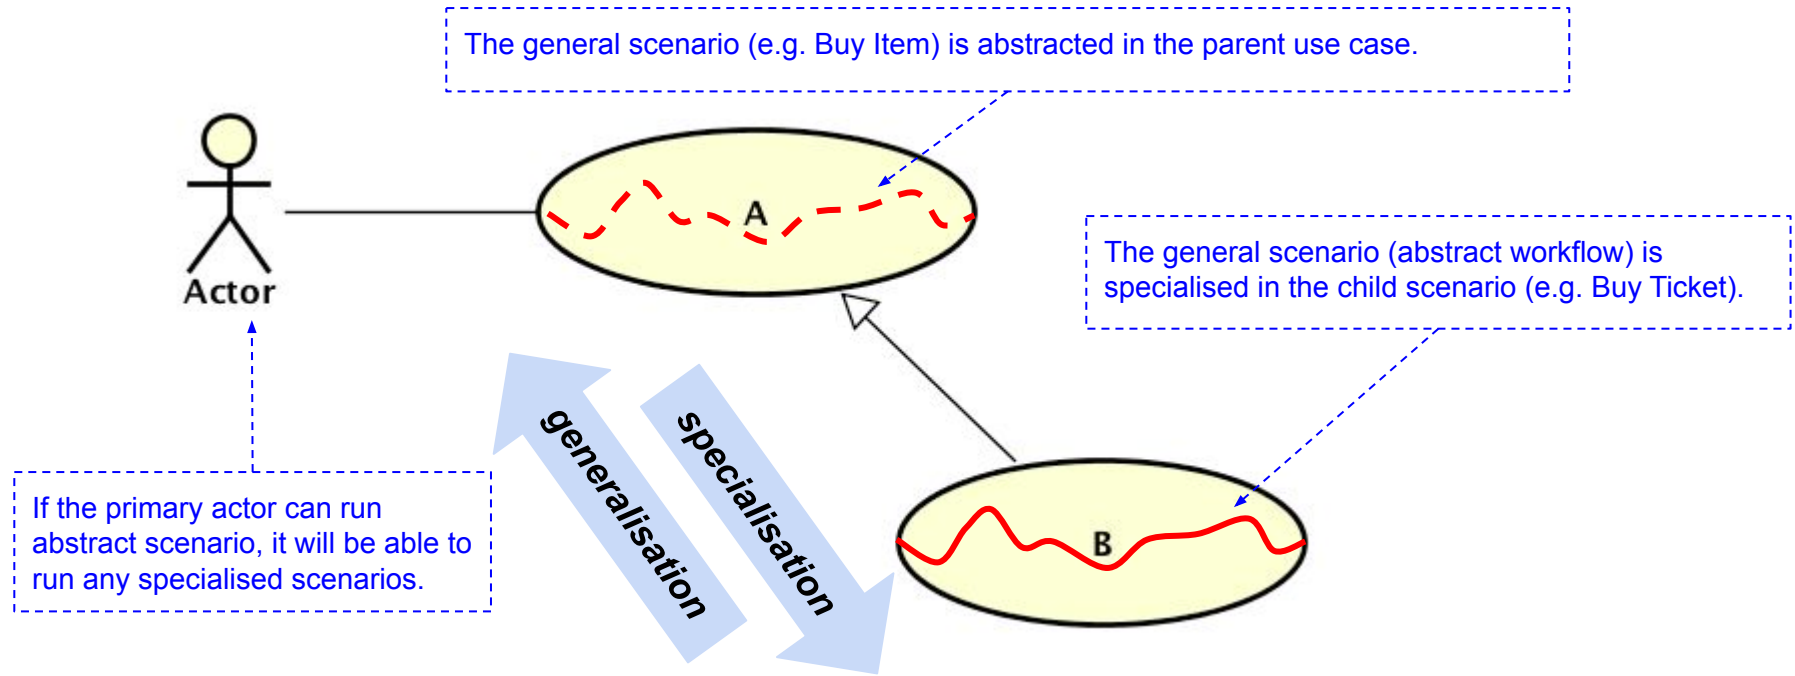 The general scenario (e.g. Buy Item) is abstracted in the parent use case.
A
The general scenario (abstract workflow) is
specialised in the child scenario (e.g. Buy Ticket).
Actor
generalisation
specialisation
If the primary actor can run
abstract scenario, it will be able to
run any specialised scenarios.
B